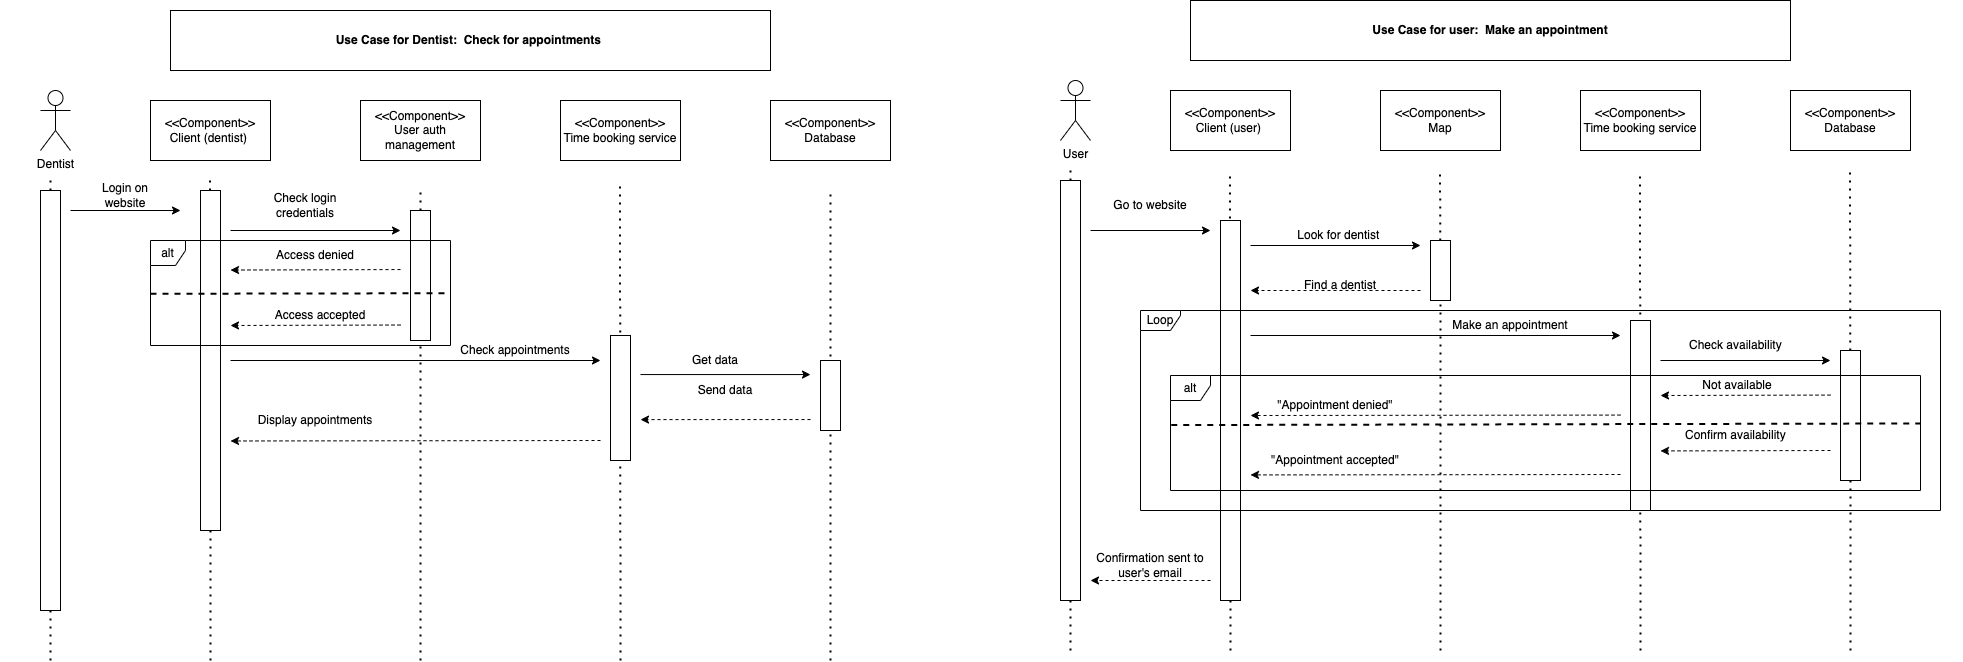 Use Case for Dentist:  Check for appointments
Dentist
<<Component>>
Client (dentist)
<<Component>>
User auth
management
<<Component>>
Time booking service
<<Component>>
Database
Login on
website
Check login
credentials
alt
Access denied
Access accepted
Check appointments
Get data
Send data
Display appointments
Use Case for user:  Make an appointment
User
<<Component>>
Client (user)
<<Component>>
Map
<<Component>>
Time booking service
<<Component>>
Database
Go to website
Look for dentist
Find a dentist
Loop
Make an appointment
Check availability
alt
Not available
"Appointment denied"
Confirm availability
"Appointment accepted"
Confirmation sent to
user's email